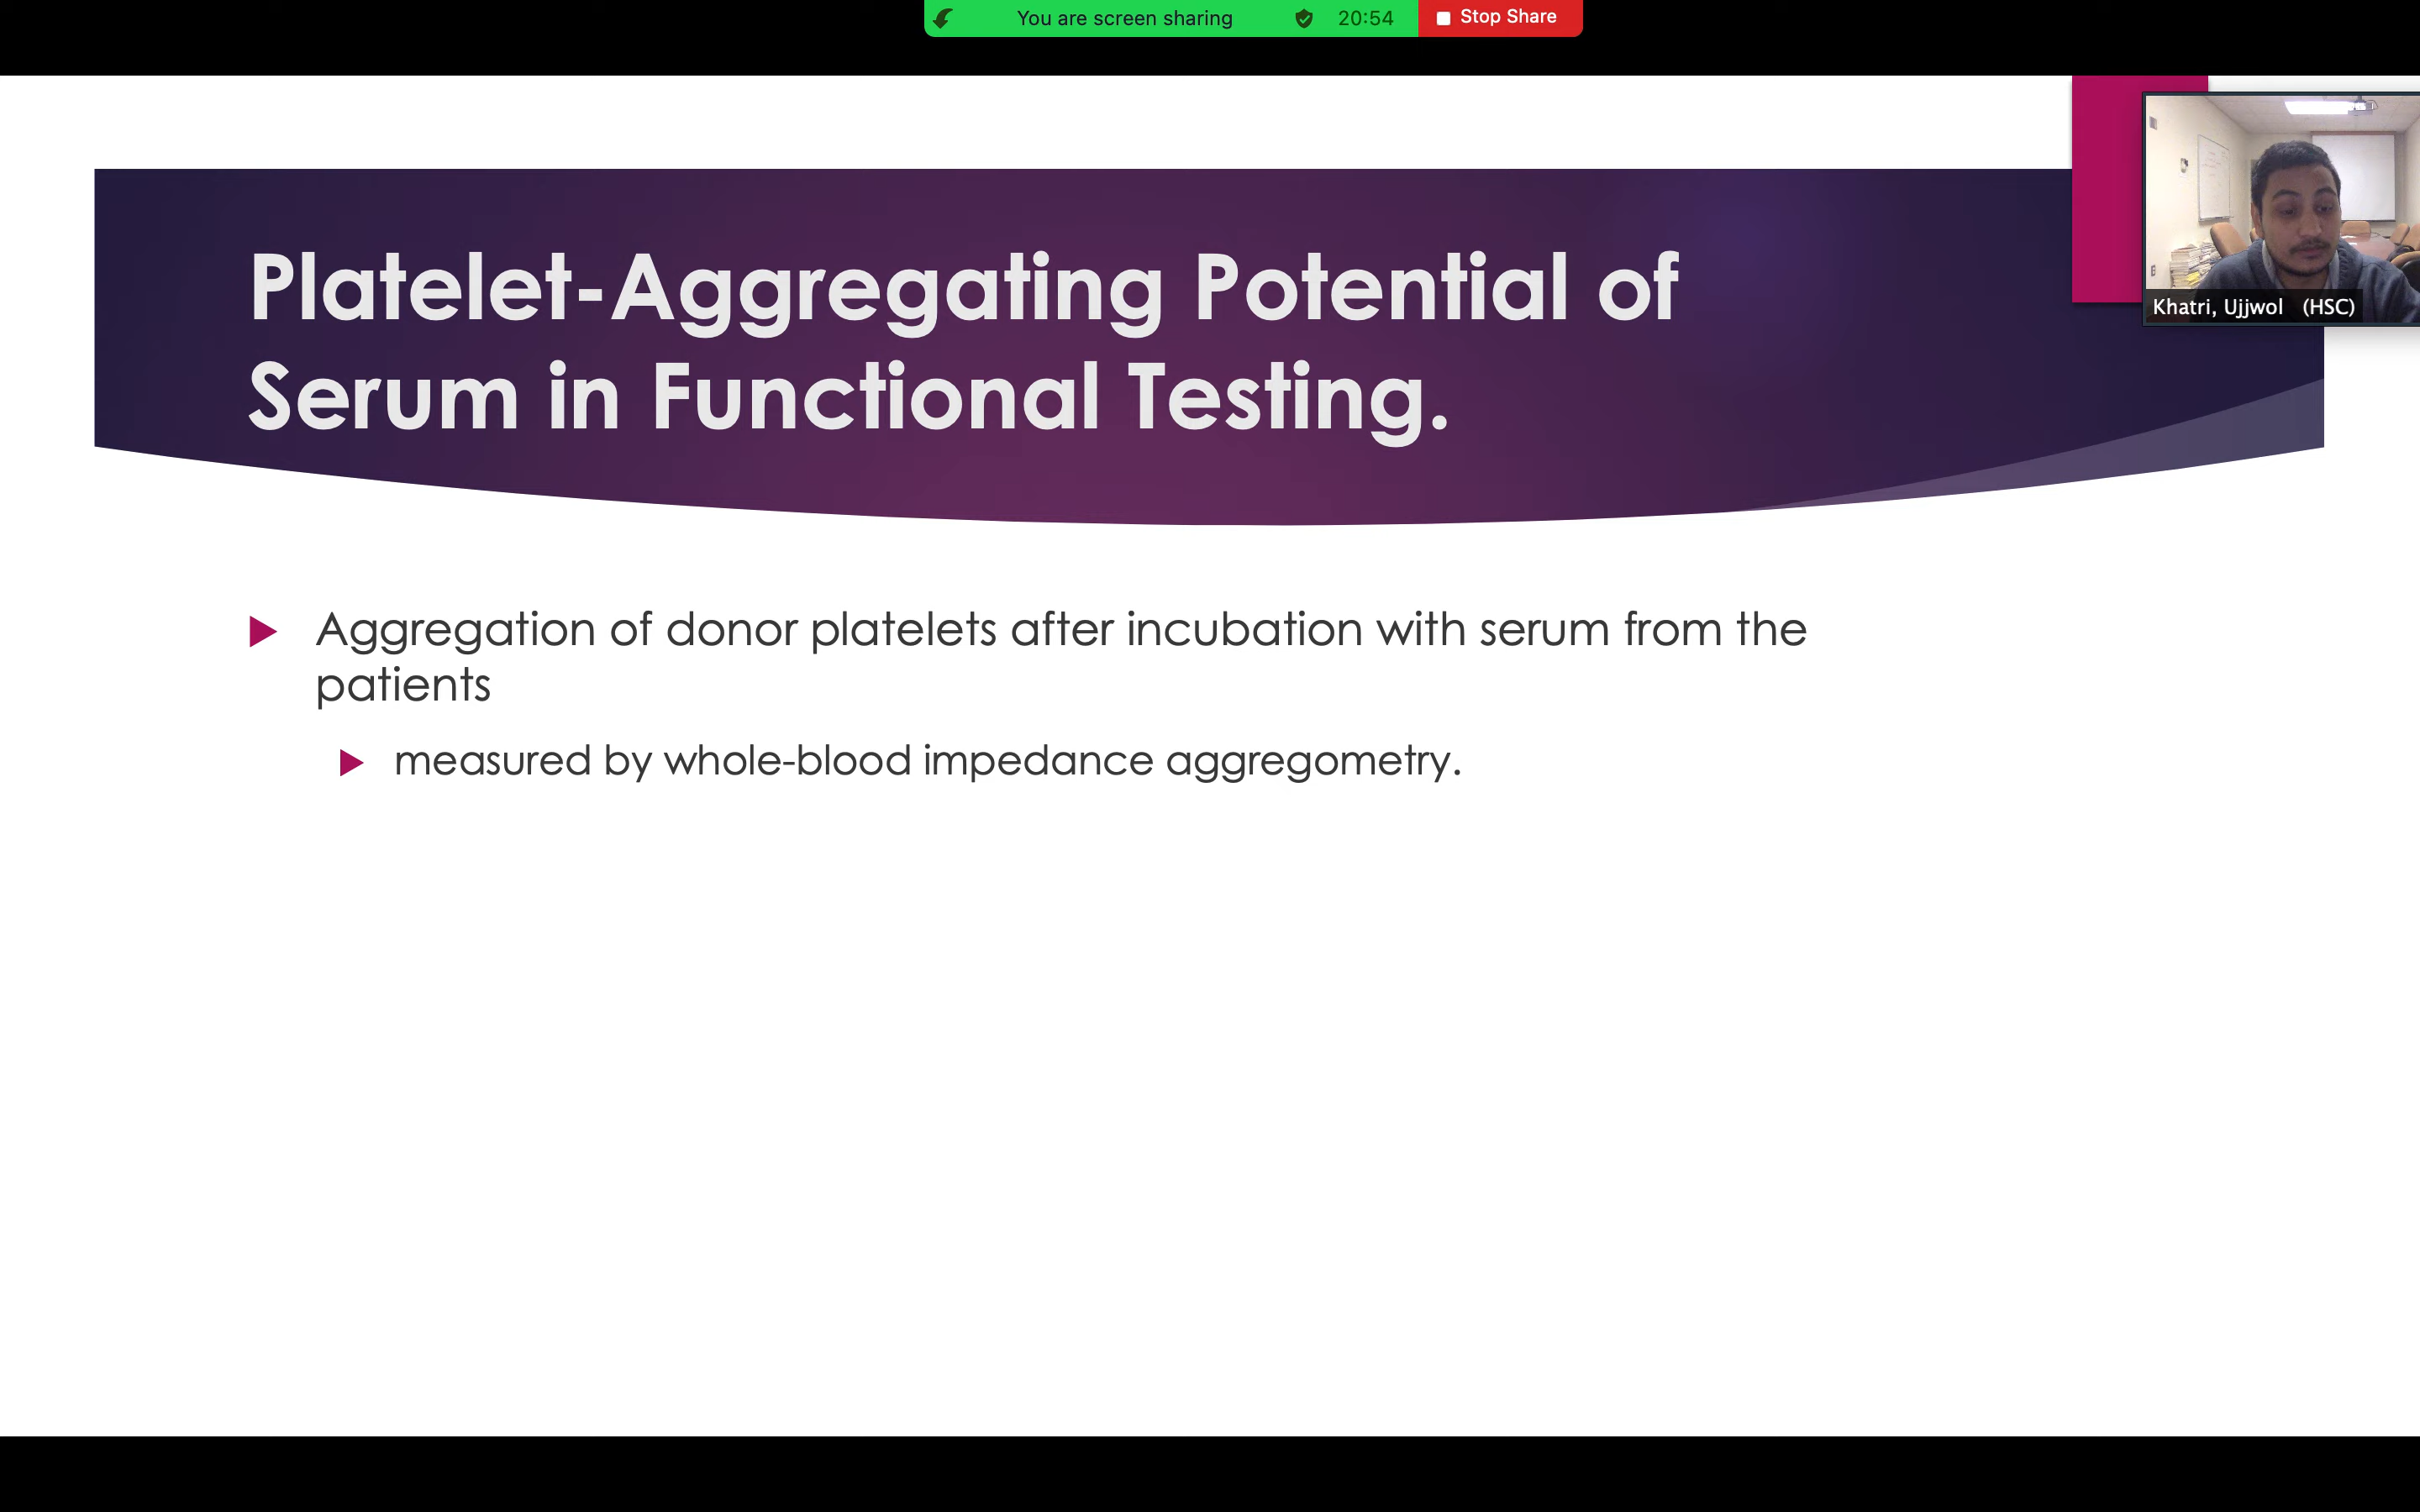 You are screen sharing 20:54 Stop Share
Khatri, Ujjwol (HSC)
Platelet-Aggregating Potential of
Serum in Functional Testing.
Aggregation of donor platelets after incubation with serum from the
patients
measured by whole-blood impedance aggregometry.